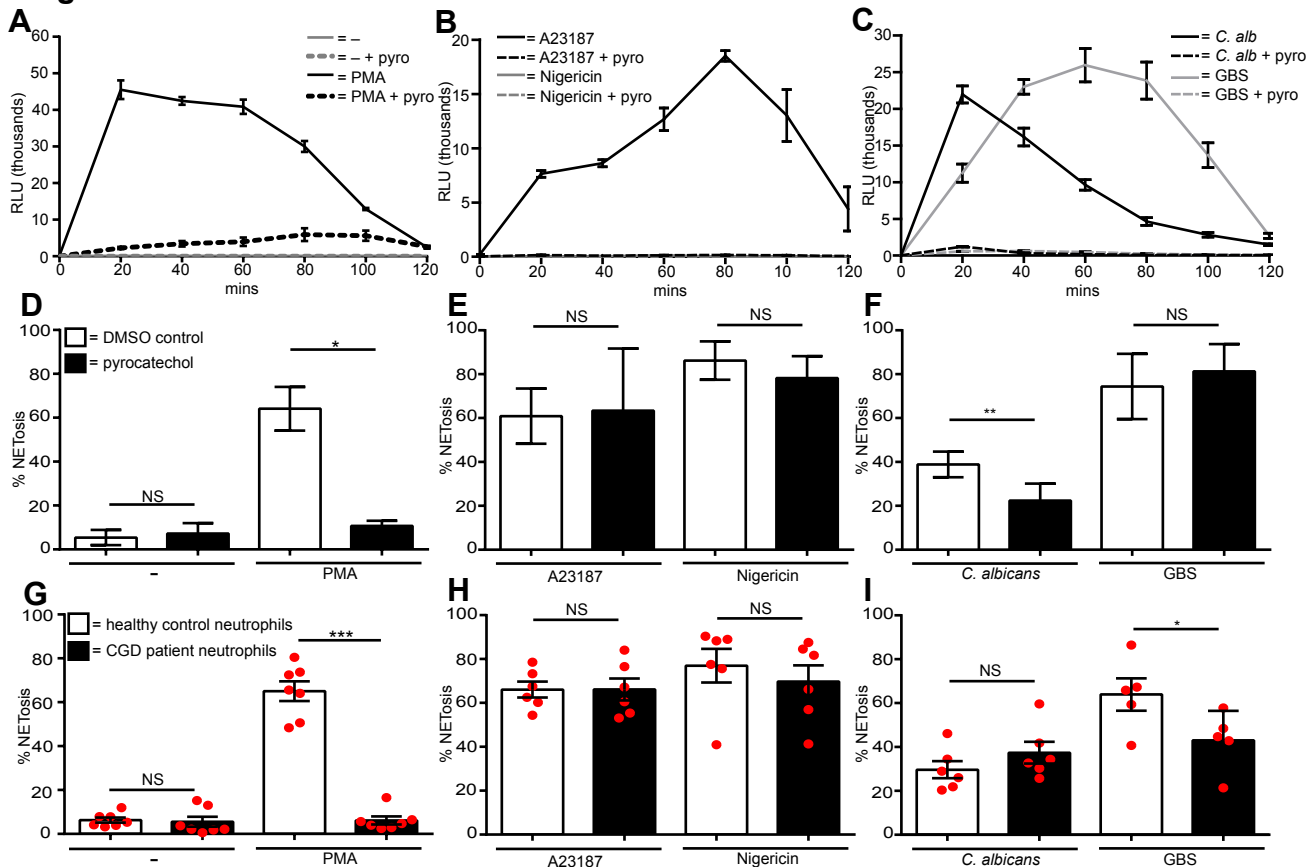 A
60
50
40
30
20
10
0
RLU (thousands)
0 20 40 60 80 100 120
mins
= –
= – + pyro
= PMA
= PMA + pyro
B
20
15
10
5
0
RLU (thousands)
0 20 40 60 80 10 120
mins
= A23187
= A23187 + pyro
= Nigericin
= Nigericin + pyro
C
30
25
20
15
10
5
0
RLU (thousands)
0 20 40 60 80 100 120
mins
= C. alb
= C. alb + pyro
= GBS
= GBS + pyro
D
100
80
60
40
20
0
% NETosis
= DMSO control
= pyrocatechol
NS
*
– PMA
E
100
80
60
40
20
0
% NETosis
NS
NS
A23187 Nigericin
F
100
80
60
40
20
0
% NETosis
**
NS
C. albicans GBS
G
100
80
60
40
20
0
% NETosis
= healthy control neutrophils
= CGD patient neutrophils
NS
***
– PMA
H
100
80
60
40
20
0
% NETosis
NS
NS
A23187 Nigericin
I
100
80
60
40
20
0
% NETosis
NS
*
C. albicans GBS